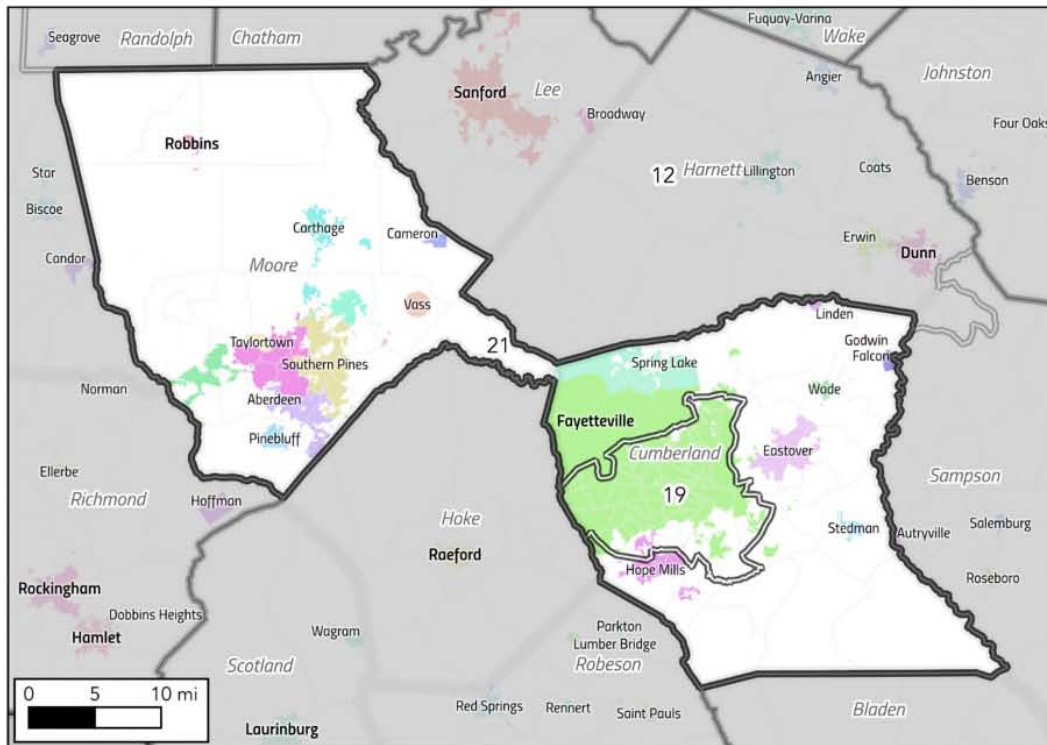 Seagrove
Randolph
Chatham
Fuquay-Varina
Wake
Johnston
Angier
Sanford
Lee
Broadway
Four Oaks
Robbins
Star
Biscoe
12
Harnett
Lillington
Coats
Benson
Carthage
Cameron
Erwin
Dunn
Candor
Moore
Vass
Linden
Taylortown
Southern Pines
21
Spring Lake
Godwin
Falcon
Norman
Wade
Aberdeen
Fayetteville
Pinebluff
Cumberland
Eastover
Ellerbe
Richmond
Hoffman
19
Sampson
Hoke
Stedman
Autryville
Salemburg
Raeford
Hope Mills
Roseboro
Rockingham
Dobbins Heights
Hamlet
Wagram
Parkton
Lumber Bridge
Scotland
Robeson
0 5 10 mi
Red Springs
Rennert
Saint Pauls
Bladen
Laurinburg